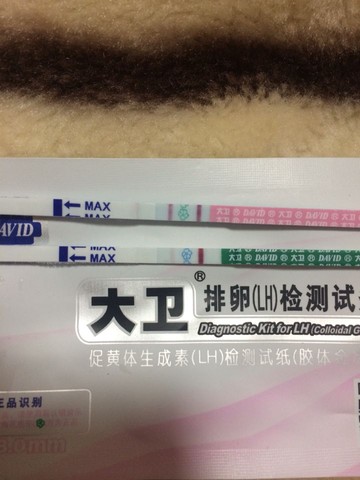 MAX
MAX
大卫 ® DAVID ® 大卫 ® DAVID ® 大卫
DAVID
MAX
MAX
大卫 ® DAVID ® 大卫 ® DAVID ® 大卫
大卫®
排卵(LH)检测试
Diagnostic Kit for LH (Colloidal G
促黄体生成素(LH)检测试纸(胶体
正品识别